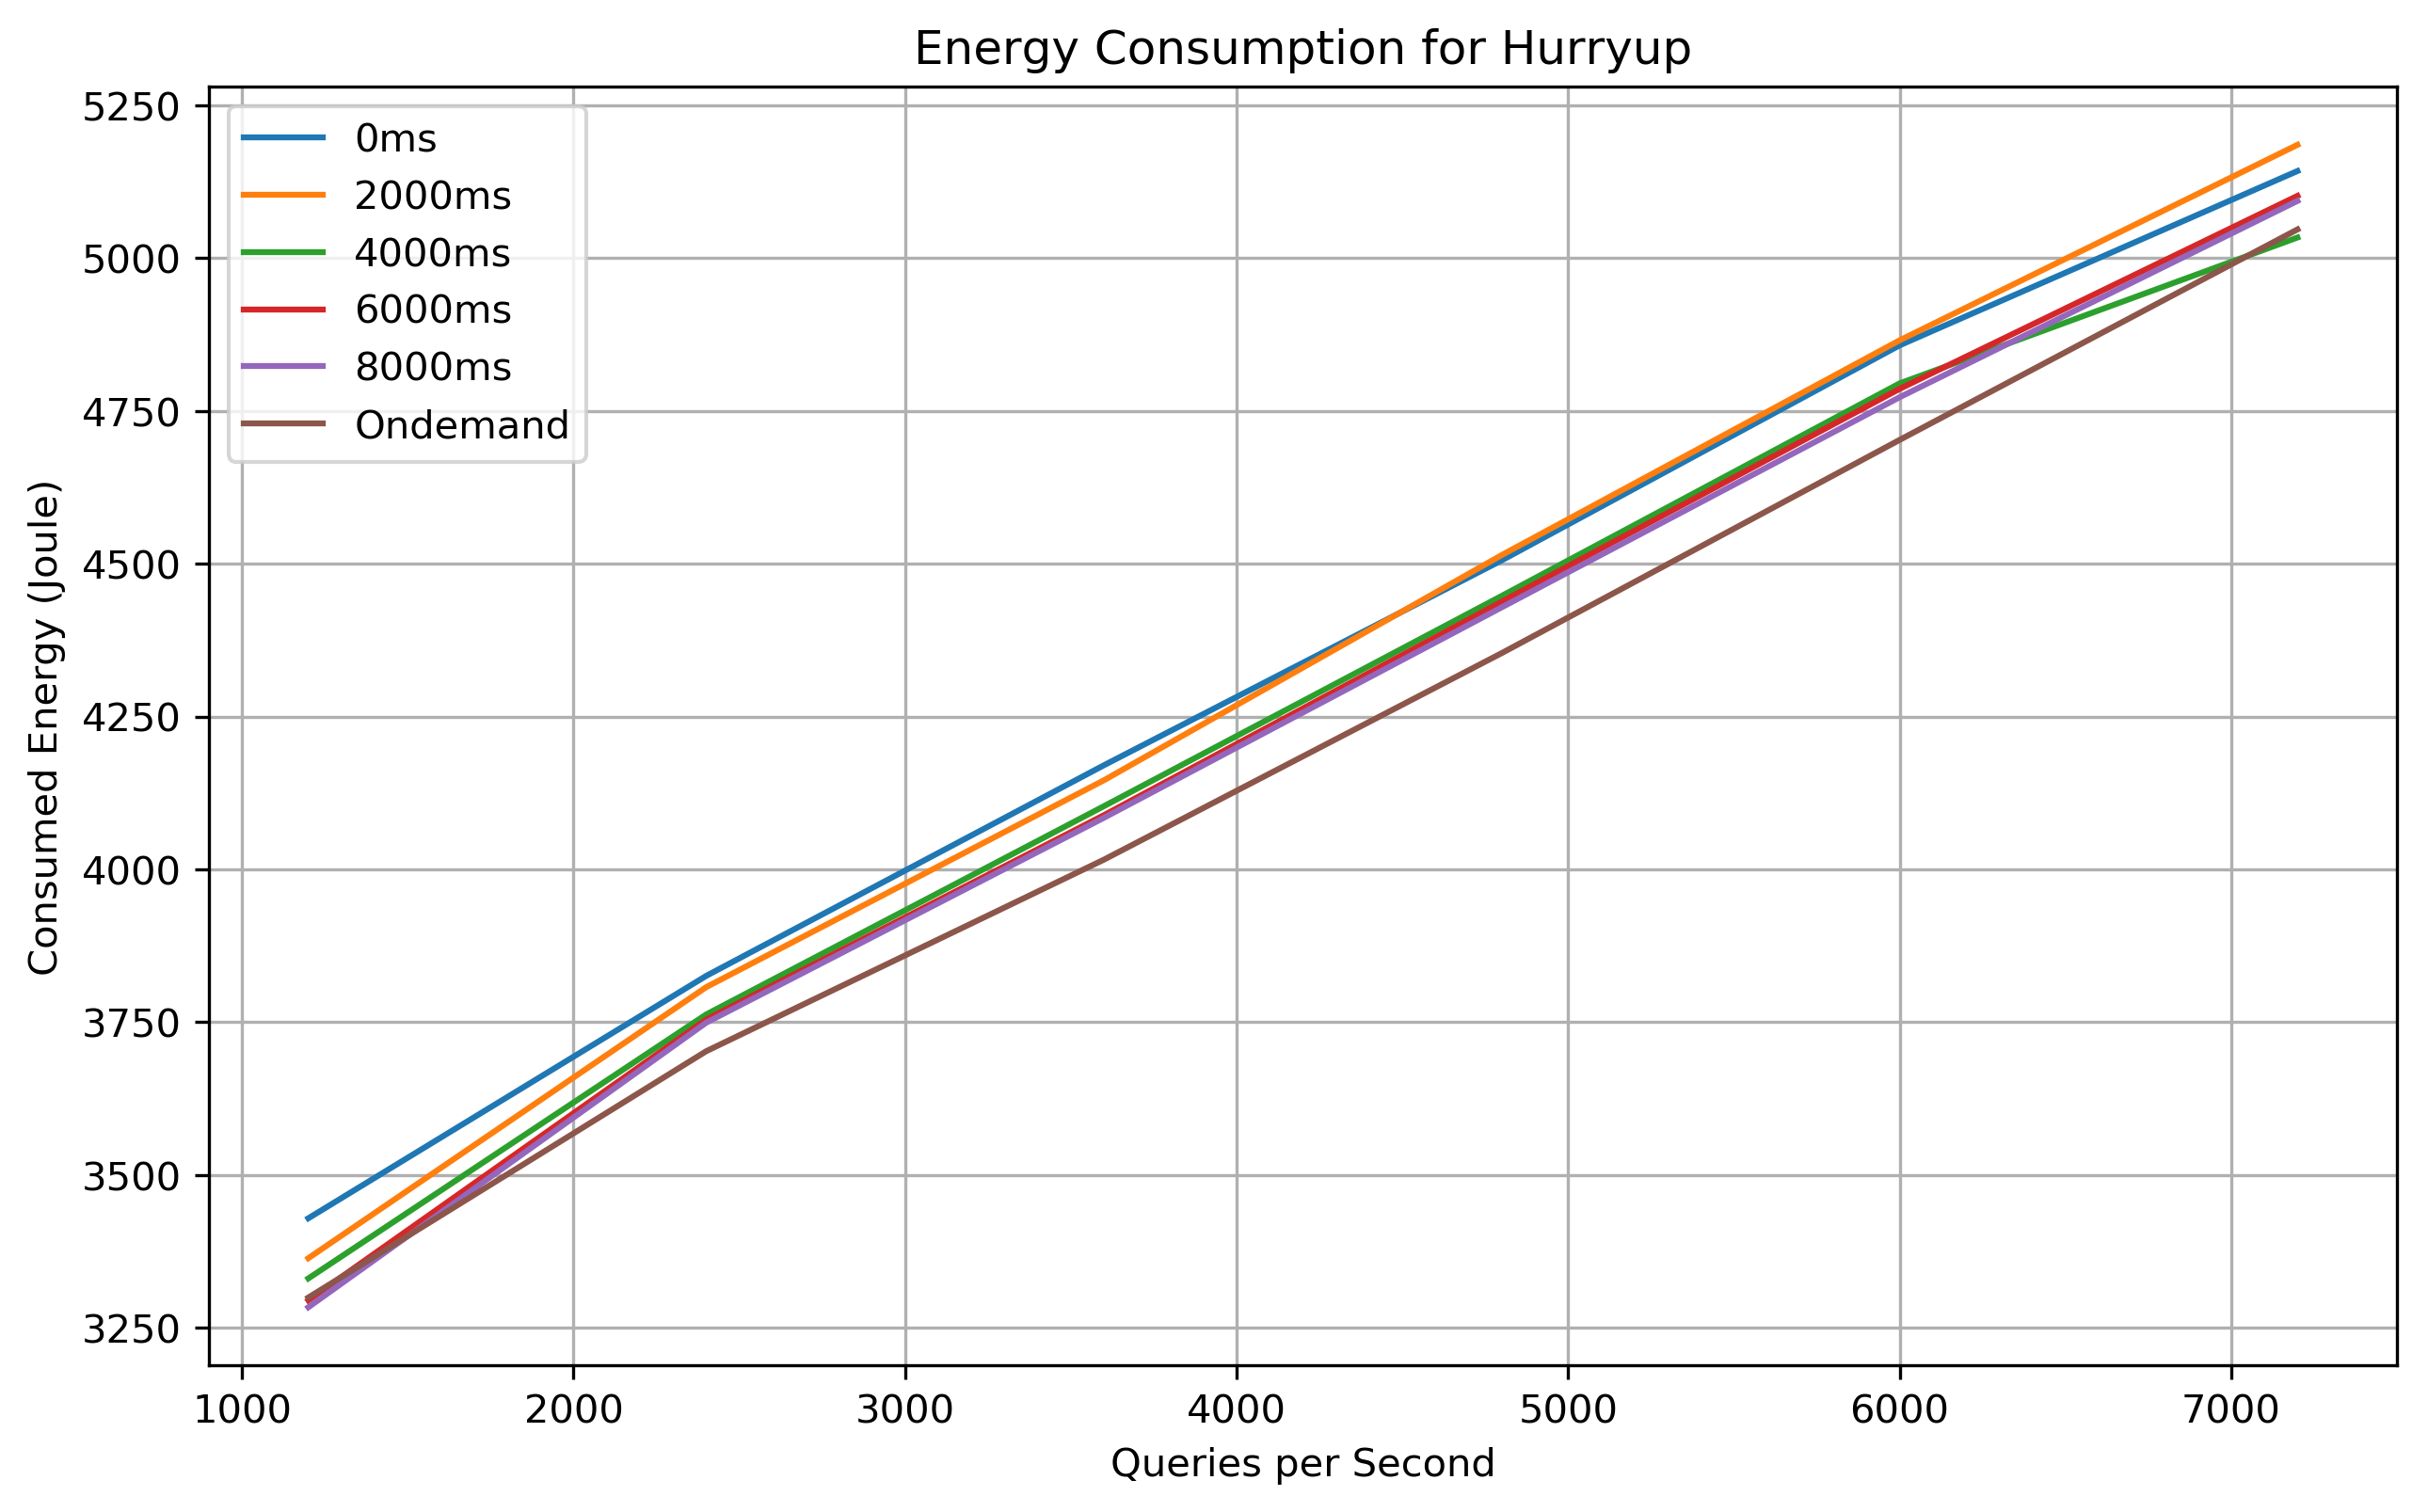 Energy Consumption for Hurryup
5250
5000
4750
4500
4250
4000
3750
3500
3250
Consumed Energy (Joule)
0ms
2000ms
4000ms
6000ms
8000ms
Ondemand
1000 2000 3000 4000 5000 6000 7000
Queries per Second